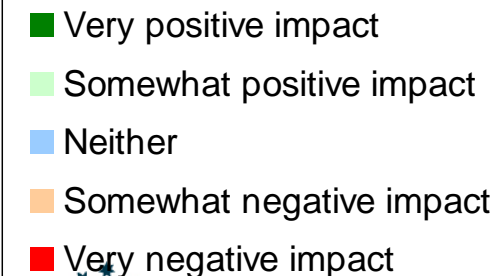 Very positive impact
Somewhat positive impact
Neither
Somewhat negative impact
Very negative impact